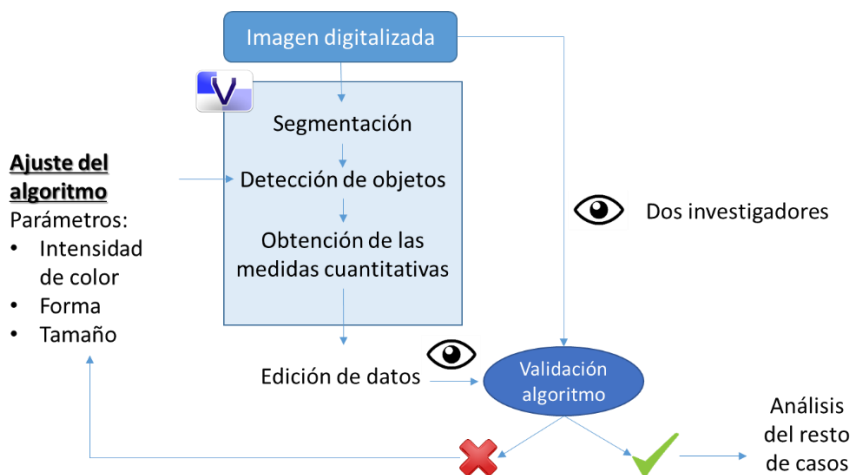 Imagen digitalizada
V
Segmentación
Detección de objetos
Obtención de las
medidas cuantitativas
Ajuste del
algoritmo
Parámetros:
• Intensidad
de color
• Forma
• Tamaño
Dos investigadores
Edición de datos
Validación
algoritmo
Análisis
del resto
de casos